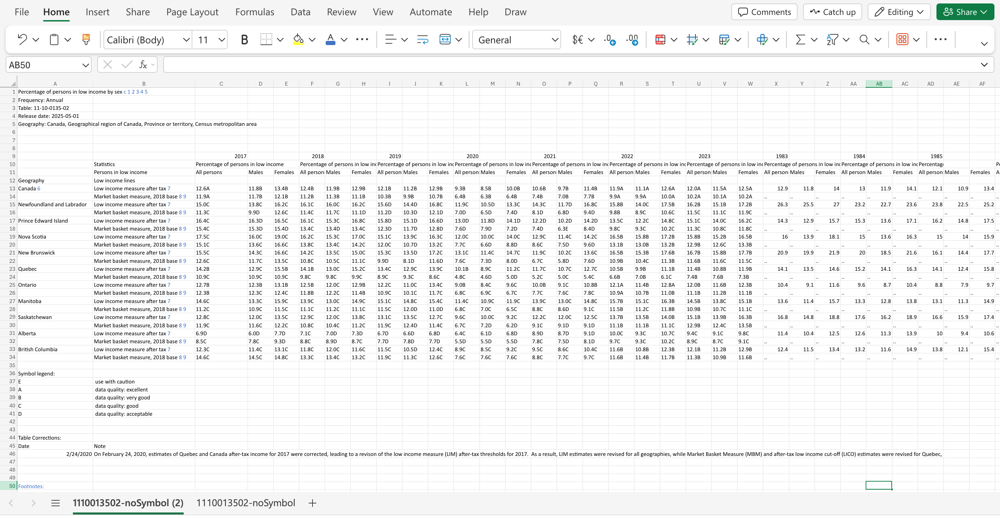 File Home Insert Share Page Layout Formulas Data Review View Automate Help Draw Comments Catch up Editing Share
Calibri (Body) 11 B A General $€ .0 .00
AB50 fx
A B C D E F G H I J K L M N O P Q R S T U V W X Y Z AA AB AC AD AE AF
1 Percentage of persons in low income by sex c 1 2 3 4 5
2 Frequency: Annual
3 Table: 11-10-0135-02
4 Release date: 2025-05-01
5 Geography: Canada, Geographical region of Canada, Province or territory, Census metropolitan area
6
7
8
9 2017 2018 2019 2020 2021 2022 2023 1983 1984 1985
10 Statistics Percentage of persons in low income Percentage of persons in low inc Percentage of persons in low inc Percentage of persons in low inc Percentage of persons in low inc Percentage of persons in low inc Percentage of persons in low inc Percentage of persons in low inc Percentage of persons in low inc Percentag Pe
11 Persons in low income All persons Males Females All person Males Females All person Males Females All person Males Females All person Males Females All person Males Females All person Males Females All person Males Females All person Males Females All person Males Females A
12 Geography Low income lines
13 Canada 6 Low income measure after tax 7 12.6A 11.8B 13.4B 12.4B 11.9B 12.9B 12.1B 11.2B 12.9B 9.3B 8.5B 10.0B 10.6B 9.7B 11.4B 11.9A 11.1A 12.6A 12.0A 11.5A 12.5A 12.9 11.8 14 13 11.9 14.1 12.1 10.9 13.4
14 Market basket measure, 2018 base 8 9 11.9A 11.7B 12.1B 11.2B 11.3B 11.1B 10.3B 9.9B 10.7B 6.4B 6.3B 6.4B 7.4B 7.0B 7.7B 9.9A 9.9A 10.0A 10.2A 10.1A 10.2A .. .. .. .. .. .. .. .. .. ..
15 Newfoundland and Labrador Low income measure after tax 7 15.0C 13.8C 16.2C 16.1C 16.0C 16.2C 15.6D 14.4D 16.8C 11.9C 10.5D 13.3C 14.3C 11.7D 16.8C 15.8B 14.0C 17.5B 16.2B 15.1B 17.2B 26.3 25.5 27 23.2 22.7 23.6 23.8 22.5 25.2
16 Market basket measure, 2018 base 8 9 11.3C 9.9D 12.6C 11.4C 11.7C 11.1D 11.2D 10.3D 12.1D 7.0D 6.5D 7.4D 8.1D 6.8D 9.4D 9.8B 8.9C 10.6C 11.5C 11.1C 11.9C .. .. .. .. .. .. .. .. .. ..
17 Prince Edward Island Low income measure after tax 7 16.4C 16.3D 16.5C 16.1C 15.3C 16.8C 15.8D 15.1D 16.6D 13.0D 11.8D 14.1D 12.2D 10.2D 14.2D 13.5C 12.2C 14.8C 15.1C 14.0C 16.2C 14.3 12.9 15.7 15.3 13.6 17.1 16.2 14.8 17.5
18 Market basket measure, 2018 base 8 9 15.4C 15.3D 15.4D 13.4C 13.4D 13.4C 12.3D 11.7D 12.8D 7.6D 7.9D 7.2D 7.4D 6.3E 8.4D 9.8C 9.3C 10.2C 11.3C 10.8C 11.8C .. .. .. .. .. .. .. .. .. ..
19 Nova Scotia Low income measure after tax 7 17.5C 16.0C 19.0C 16.2C 15.3C 17.0C 15.1C 13.9C 16.3C 12.0C 10.0C 14.0C 12.9C 11.4C 14.2C 16.5B 15.8B 17.2B 15.8B 15.2B 16.5B 16 13.9 18.1 15 13.6 16.3 15 14 15.9
20 Market basket measure, 2018 base 8 9 15.1C 13.6C 16.6C 13.8C 13.4C 14.2C 12.0C 10.7D 13.2C 7.7C 6.6D 8.8D 8.6C 7.5D 9.6D 13.1B 13.0B 13.2B 12.9B 12.6C 13.3B .. .. .. .. .. .. .. .. .. ..
21 New Brunswick Low income measure after tax 7 15.5C 14.3C 16.6C 14.2C 13.5C 15.0C 15.3C 13.5D 17.2C 13.1C 11.4C 14.7C 11.9C 10.2C 13.6C 16.5B 15.3B 17.6B 16.7B 15.8B 17.7B 20.9 19.9 21.9 20 18.5 21.6 16.1 14.4 17.7
22 Market basket measure, 2018 base 8 9 12.6C 11.7C 13.5C 10.8C 10.5C 11.1C 9.9D 8.1D 11.6D 7.6C 7.3D 8.0D 6.7C 5.8D 7.6D 10.9B 10.4C 11.3B 11.6B 11.6C 11.5C .. .. .. .. .. .. .. .. .. ..
23 Quebec Low income measure after tax 7 14.2B 12.9C 15.5B 14.1B 13.0C 15.2C 13.4C 12.9C 13.9C 10.1B 8.9C 11.2C 11.7C 10.7C 12.7C 10.5B 9.9B 11.1B 11.4B 10.8B 11.9B 14.1 13.5 14.6 15.2 14.1 16.3 14.1 12.4 15.8
24 Market basket measure, 2018 base 8 9 10.9C 10.9C 10.9C 9.8C 9.8C 9.9C 8.9C 9.3C 8.6C 4.8C 4.6D 5.0D 5.2C 5.0C 5.4C 6.6B 7.0B 6.1C 7.4B 7.6B 7.3B .. .. .. .. .. .. .. .. .. ..
25 Ontario Low income measure after tax 7 12.7B 12.3B 13.1B 12.5B 12.0C 12.9B 12.2C 11.0C 13.4C 9.0B 8.4C 9.6C 10.0B 9.1C 10.8B 12.1A 11.4B 12.8A 12.0B 11.6B 12.3B 10.4 9.1 11.6 9.6 8.7 10.4 8.8 7.9 9.7
26 Market basket measure, 2018 base 8 9 12.3B 12.3C 12.4C 11.8B 12.2C 11.4B 10.9C 10.1C 11.7C 6.8C 6.9C 6.7C 7.7C 7.6C 7.8C 10.9A 10.7B 11.0B 11.1B 11.2B 11.1B .. .. .. .. .. .. .. .. .. ..
27 Manitoba Low income measure after tax 7 14.6C 13.3C 15.9C 13.9C 13.0C 14.9C 15.1C 14.8C 15.4C 11.4C 10.9C 11.9C 13.9C 13.0C 14.8C 15.7B 15.1C 16.3B 14.5B 13.8C 15.1B 13.6 11.4 15.7 13.3 12.8 13.8 13.1 11.3 14.9
28 Market basket measure, 2018 base 8 9 11.2C 10.9C 11.5C 11.1C 11.2C 11.1C 11.5C 12.0D 11.0D 6.8C 7.0C 6.5C 8.8C 8.6D 9.1C 11.5B 11.2C 11.8B 10.9B 10.7C 11.1C .. .. .. .. .. .. .. .. .. ..
29 Saskatchewan Low income measure after tax 7 12.8C 12.0C 13.5C 12.9C 12.0C 13.8C 13.1C 13.5C 12.7C 9.6C 10.0C 9.2C 12.2C 12.0C 12.5C 13.7B 13.5B 14.0B 15.1B 13.9B 16.3B 16.8 14.8 18.8 17.6 16.2 18.9 16.6 15.9 17.4
30 Market basket measure, 2018 base 8 9 11.9C 11.6C 12.2C 10.8C 10.4C 11.2C 11.9C 12.4D 11.4C 6.7C 7.2D 6.2D 9.1C 9.1D 9.1D 11.1B 11.1B 11.1C 12.9B 12.4C 13.5B .. .. .. .. .. .. .. .. .. ..
31 Alberta Low income measure after tax 7 6.9D 6.0D 7.7D 7.1C 7.0D 7.3D 6.7D 6.6D 6.8D 6.4C 6.1D 6.8D 8.9D 8.7D 9.1D 10.0C 9.3C 10.7C 9.4C 9.1C 9.8C 11.4 10.4 12.5 12.6 11.3 13.9 10 9.4 10.6
32 Market basket measure, 2018 base 8 9 8.5C 7.8C 9.3D 8.8C 8.9D 8.7C 7.7D 7.8D 7.7D 5.5D 5.5D 5.5D 7.8C 7.5D 8.1D 9.7C 9.3C 10.2C 8.9C 8.7C 9.1C .. .. .. .. .. .. .. .. .. ..
33 British Columbia Low income measure after tax 7 12.3C 11.4C 13.1C 11.8C 12.0C 11.6C 11.5C 10.5D 12.4C 8.9C 8.5C 9.2C 9.5C 8.6C 10.4C 11.6B 10.8B 12.3B 12.1B 11.2B 12.9B 12.4 11.5 13.4 13.2 11.6 14.9 13.8 12.1 15.4
34 Market basket measure, 2018 base 8 9 14.6C 14.5C 14.8C 13.3C 13.4C 13.2C 11.9C 11.3C 12.6C 7.6C 7.6C 7.6C 8.8C 7.7C 9.7C 11.6B 11.4B 11.7B 11.3B 10.9B 11.6B .. .. .. .. .. .. .. .. .. ..
35
36 Symbol legend:
37 E use with caution
38 A data quality: excellent
39 B data quality: very good
40 C data quality: good
41 D data quality: acceptable
42
43
44 Table Corrections:
45 Date Note
46 2/24/2020 On February 24, 2020, estimates of Quebec and Canada after-tax income for 2017 were corrected, leading to a revison of the low income measure (LIM) after-tax thresholds for 2017. As a result, LIM estimates were revised for all geographies, while Market Basket Measure (MBM) and after-tax low income cut-off (LICO) estimates were revised for Quebec,
47
48
49
50 Footnotes:
1110013502-noSymbol (2) 1110013502-noSymbol +